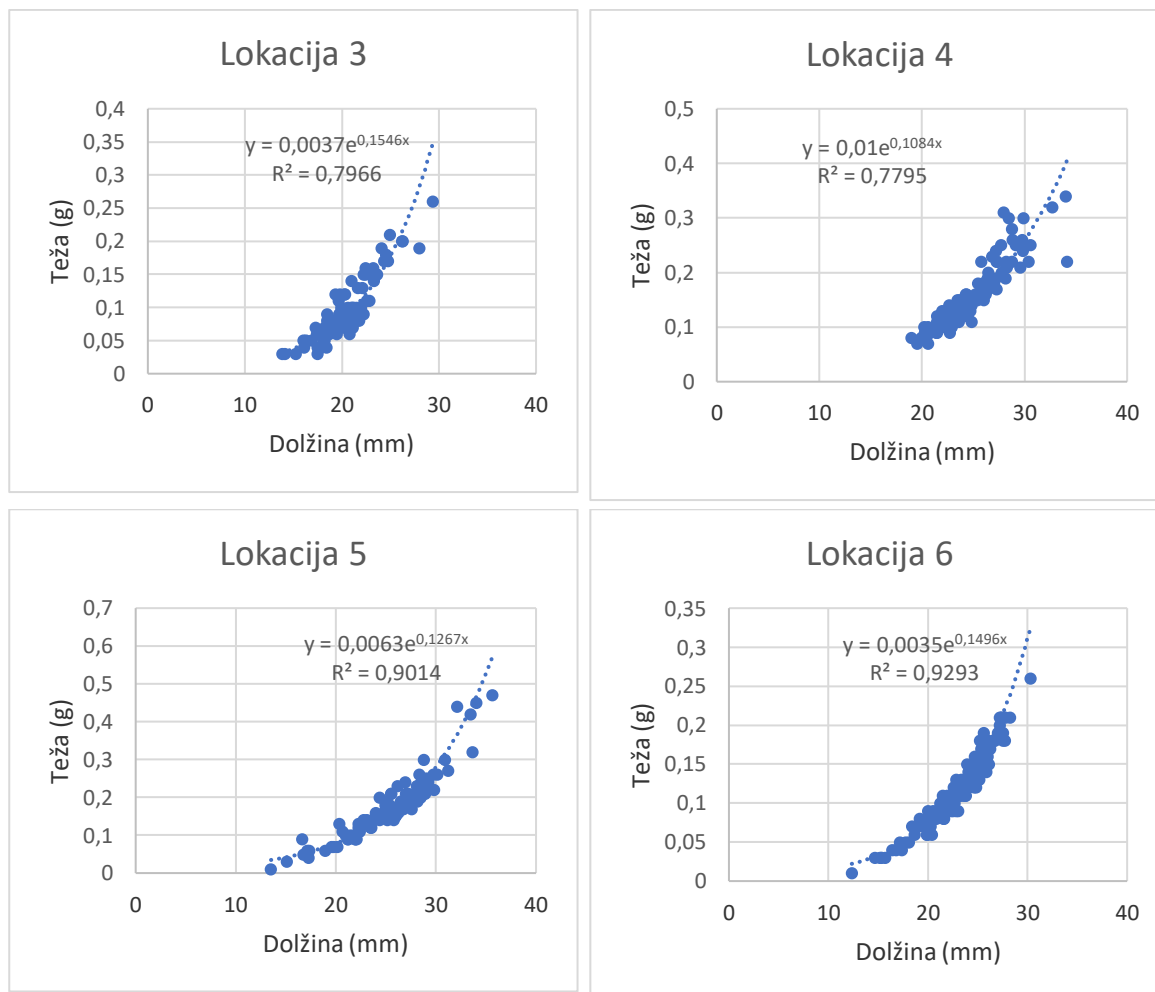 Lokacija 3
0,4
0,35
0,3
0,25
0,2
0,15
0,1
0,05
0
y = 0,0037e^0,1546x
R² = 0,7966
Teža (g)
0 10 20 30 40
Dolžina (mm)
Lokacija 4
0,5
0,4
0,3
0,2
0,1
0
y = 0,01e^0,1084x
R² = 0,7795
Teža (g)
0 10 20 30 40
Dolžina (mm)
Lokacija 5
0,7
0,6
0,5
0,4
0,3
0,2
0,1
0
y = 0,0063e^0,1267x
R² = 0,9014
Teža (g)
0 10 20 30 40
Dolžina (mm)
Lokacija 6
0,35
0,3
0,25
0,2
0,15
0,1
0,05
0
y = 0,0035e^0,1496x
R² = 0,9293
Teža (g)
0 10 20 30 40
Dolžina (mm)